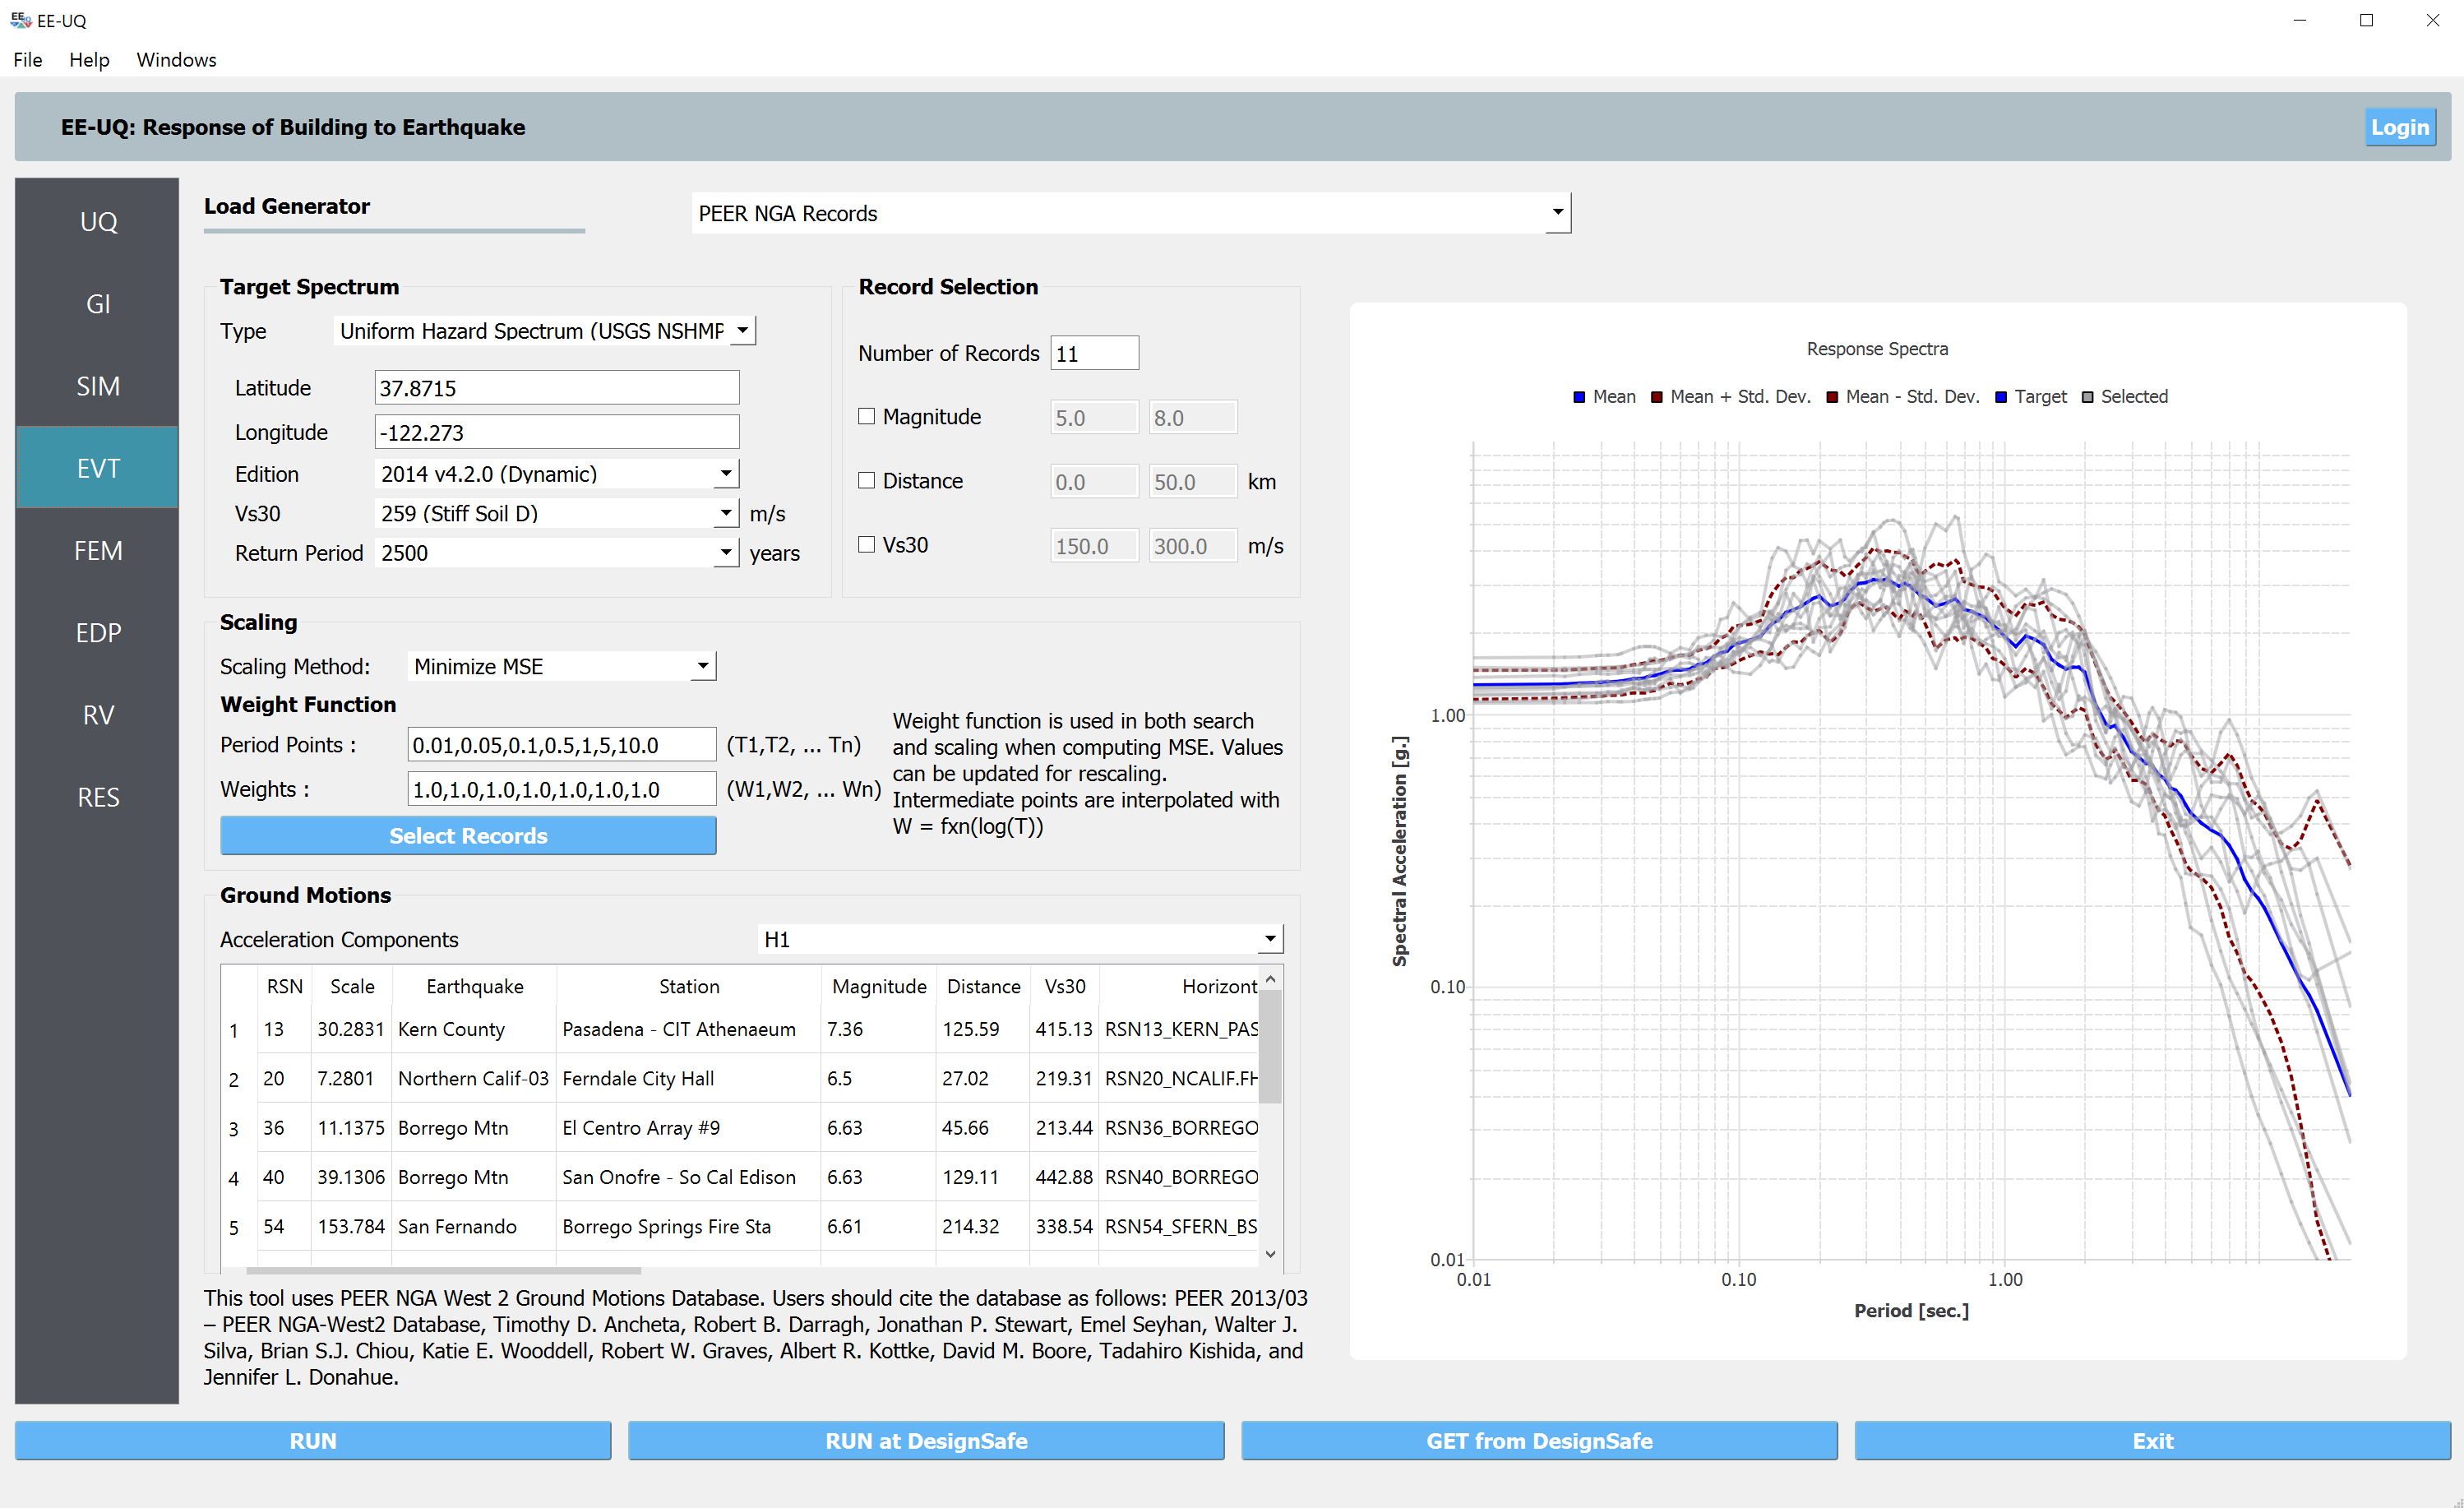 EE-UQ
File Help Windows
EE-UQ: Response of Building to Earthquake
Login
UQ
GI
SIM
EVT
FEM
EDP
RV
RES
Load Generator
PEER NGA Records
Target Spectrum
Type Uniform Hazard Spectrum (USGS NSHMP
Latitude 37.8715
Longitude -122.273
Edition 2014 v4.2.0 (Dynamic)
Vs30 259 (Stiff Soil D) m/s
Return Period 2500 years
Record Selection
Number of Records 11
Magnitude 5.0 8.0
Distance 0.0 50.0 km
Vs30 150.0 300.0 m/s
Scaling
Scaling Method: Minimize MSE
Weight Function
Period Points : 0.01,0.05,0.1,0.5,1,5,10.0 (T1,T2, ... Tn)
Weights : 1.0,1.0,1.0,1.0,1.0,1.0,1.0 (W1,W2, ... Wn)
Select Records
Weight function is used in both search
and scaling when computing MSE. Values
can be updated for rescaling.
Intermediate points are interpolated with
W = fxn(log(T))
Ground Motions
Acceleration Components H1
RSN Scale Earthquake Station Magnitude Distance Vs30 Horizont
1 13 30.2831 Kern County Pasadena - CIT Athenaeum 7.36 125.59 415.13 RSN13_KERN_PAS
2 20 7.2801 Northern Calif-03 Ferndale City Hall 6.5 27.02 219.31 RSN20_NCALIF.FH
3 36 11.1375 Borrego Mtn El Centro Array #9 6.63 45.66 213.44 RSN36_BORREGO
4 40 39.1306 Borrego Mtn San Onofre - So Cal Edison 6.63 129.11 442.88 RSN40_BORREGO
5 54 153.784 San Fernando Borrego Springs Fire Sta 6.61 214.32 338.54 RSN54_SFERN_BS
This tool uses PEER NGA West 2 Ground Motions Database. Users should cite the database as follows: PEER 2013/03
– PEER NGA-West2 Database, Timothy D. Ancheta, Robert B. Darragh, Jonathan P. Stewart, Emel Seyhan, Walter J.
Silva, Brian S.J. Chiou, Katie E. Wooddell, Robert W. Graves, Albert R. Kottke, David M. Boore, Tadahiro Kishida, and
Jennifer L. Donahue.
Response Spectra
Mean Mean + Std. Dev. Mean - Std. Dev. Target Selected
Spectral Acceleration [g.]
1.00
0.10
0.01
0.01 0.10 1.00
Period [sec.]
RUN
RUN at DesignSafe
GET from DesignSafe
Exit